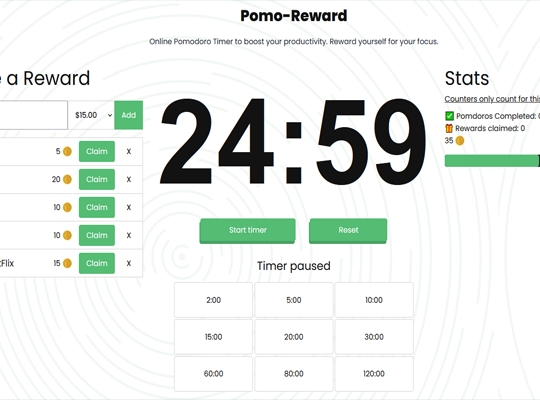 Pomo-Reward
Online Pomodoro Timer to boost your productivity. Reward yourself for your focus.
a Reward
$15.00 Add
5 Claim X
20 Claim X
10 Claim X
10 Claim X
tFlix 15 Claim X
24:59
Start timer Reset
Timer paused
2:00 5:00 10:00
15:00 20:00 30:00
60:00 80:00 120:00
Stats
Counters only count for this
Pomodoros Completed: 0
Rewards claimed: 0
35